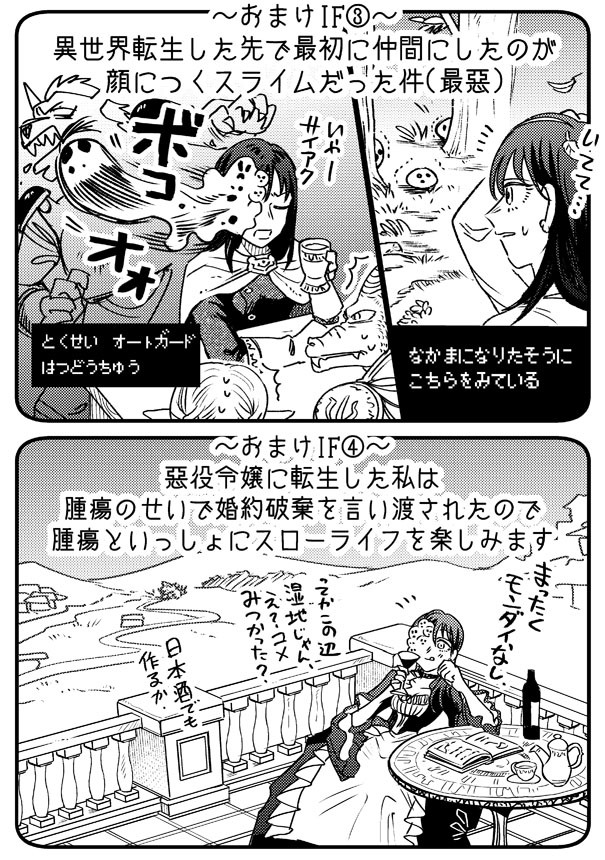 ~おまけIF③~
異世界転生した先で最初に仲間にしたのが
顔につくスライムだった件(最悪)
いてて…
なかまになりたそうに
こちらをみている
ボコ
オォ
いやー
サイアク
とくせい オートガード
はつどうちゅう
~おまけIF④~
惡役令嬢に転生した私は
腫瘍のせいで婚約破棄を言い渡されたので
腫瘍といっしょにスローライフを楽しみます
まったく
モンダイなし
ってかこの辺
湿地じゃん
え?コメ
みつかった?
日本酒でも
作るか